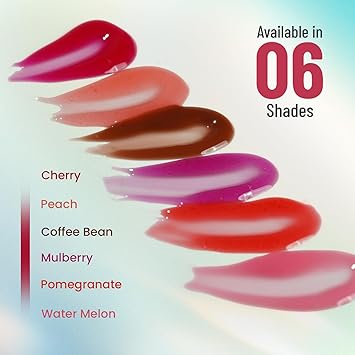 Available in
06
Shades
Cherry
Peach
Coffee Bean
Mulberry
Pomegranate
Water Melon